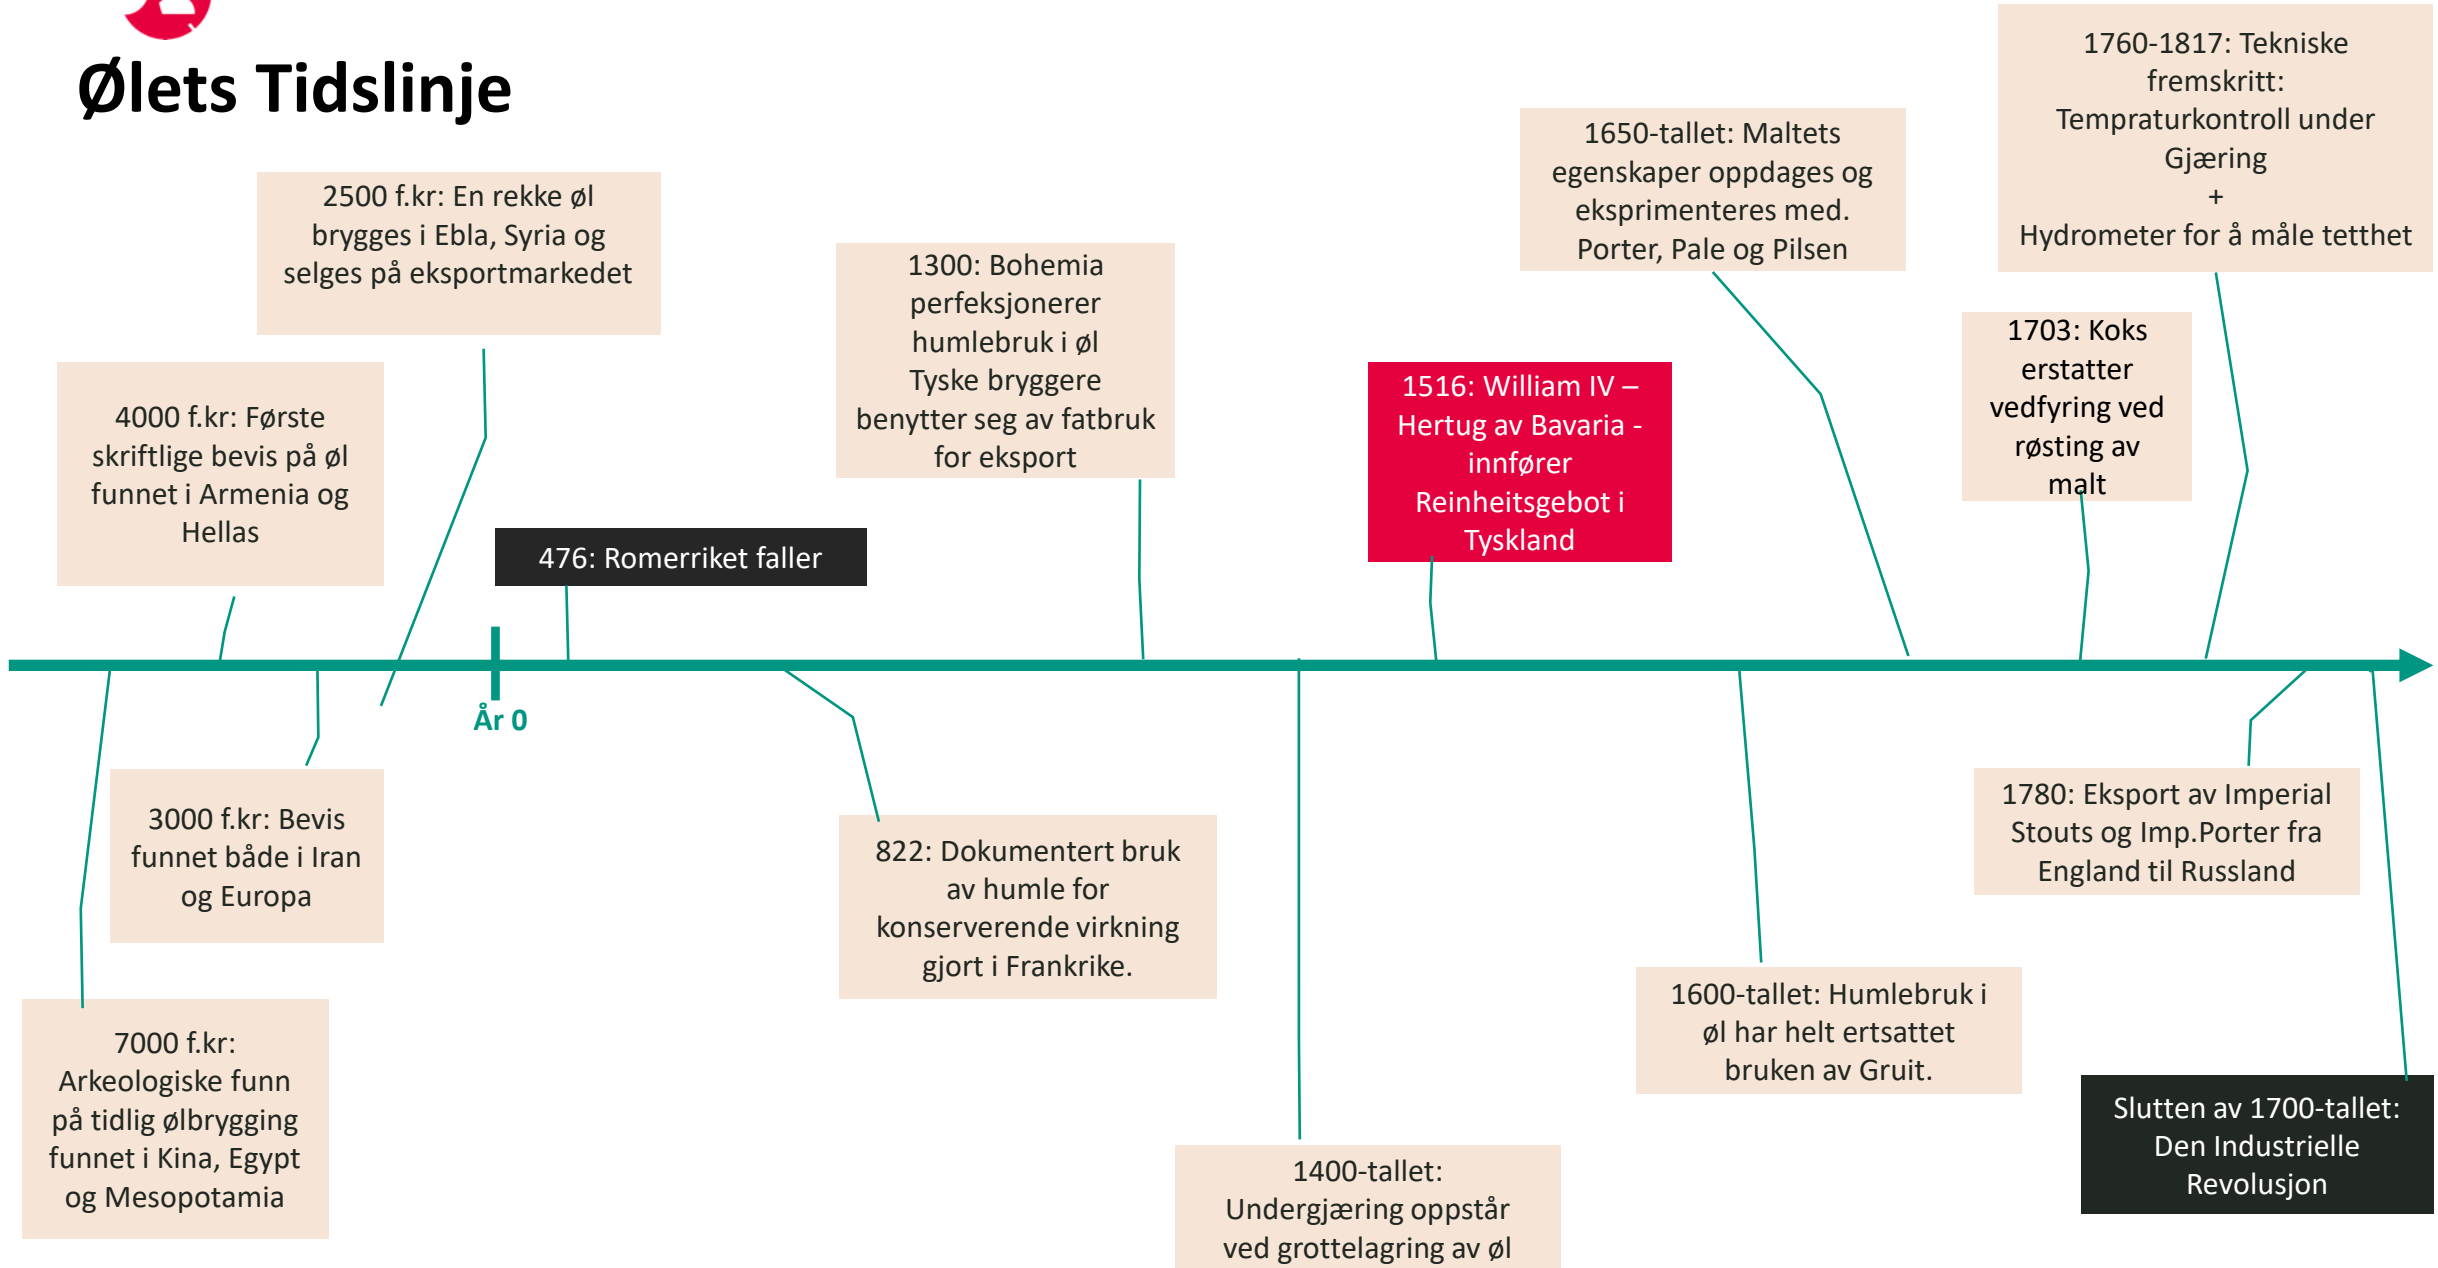 Ølets Tidslinje
2500 f.kr: En rekke øl
brygges i Ebla, Syria og
selges på eksportmarkedet
4000 f.kr: Første
skriftlige bevis på øl
funnet i Armenia og
Hellas
476: Romerriket faller
1300: Bohemia
perfeksjonerer
humlebruk i øl
Tyske bryggere
benytter seg av fatbruk
for eksport
1516: William IV –
Hertug av Bavaria -
innfører
Reinheitsgebot i
Tyskland
1650-tallet: Maltets
egenskaper oppdages og
eksprimenteres med.
Porter, Pale og Pilsen
1760-1817: Tekniske
fremskritt:
Tempraturkontroll under
Gjæring
+
Hydrometer for å måle tetthet
1703: Koks
erstatter
vedfyring ved
røsting av
malt
År 0
3000 f.kr: Bevis
funnet både i Iran
og Europa
7000 f.kr:
Arkeologiske funn
på tidlig ølbrygging
funnet i Kina, Egypt
og Mesopotamia
822: Dokumentert bruk
av humle for
konserverende virkning
gjort i Frankrike.
1400-tallet:
Undergjæring oppstår
ved grottelagring av øl
1600-tallet: Humlebruk i
øl har helt ertsattet
bruken av Gruit.
1780: Eksport av Imperial
Stouts og Imp.Porter fra
England til Russland
Slutten av 1700-tallet:
Den Industrielle
Revolusjon